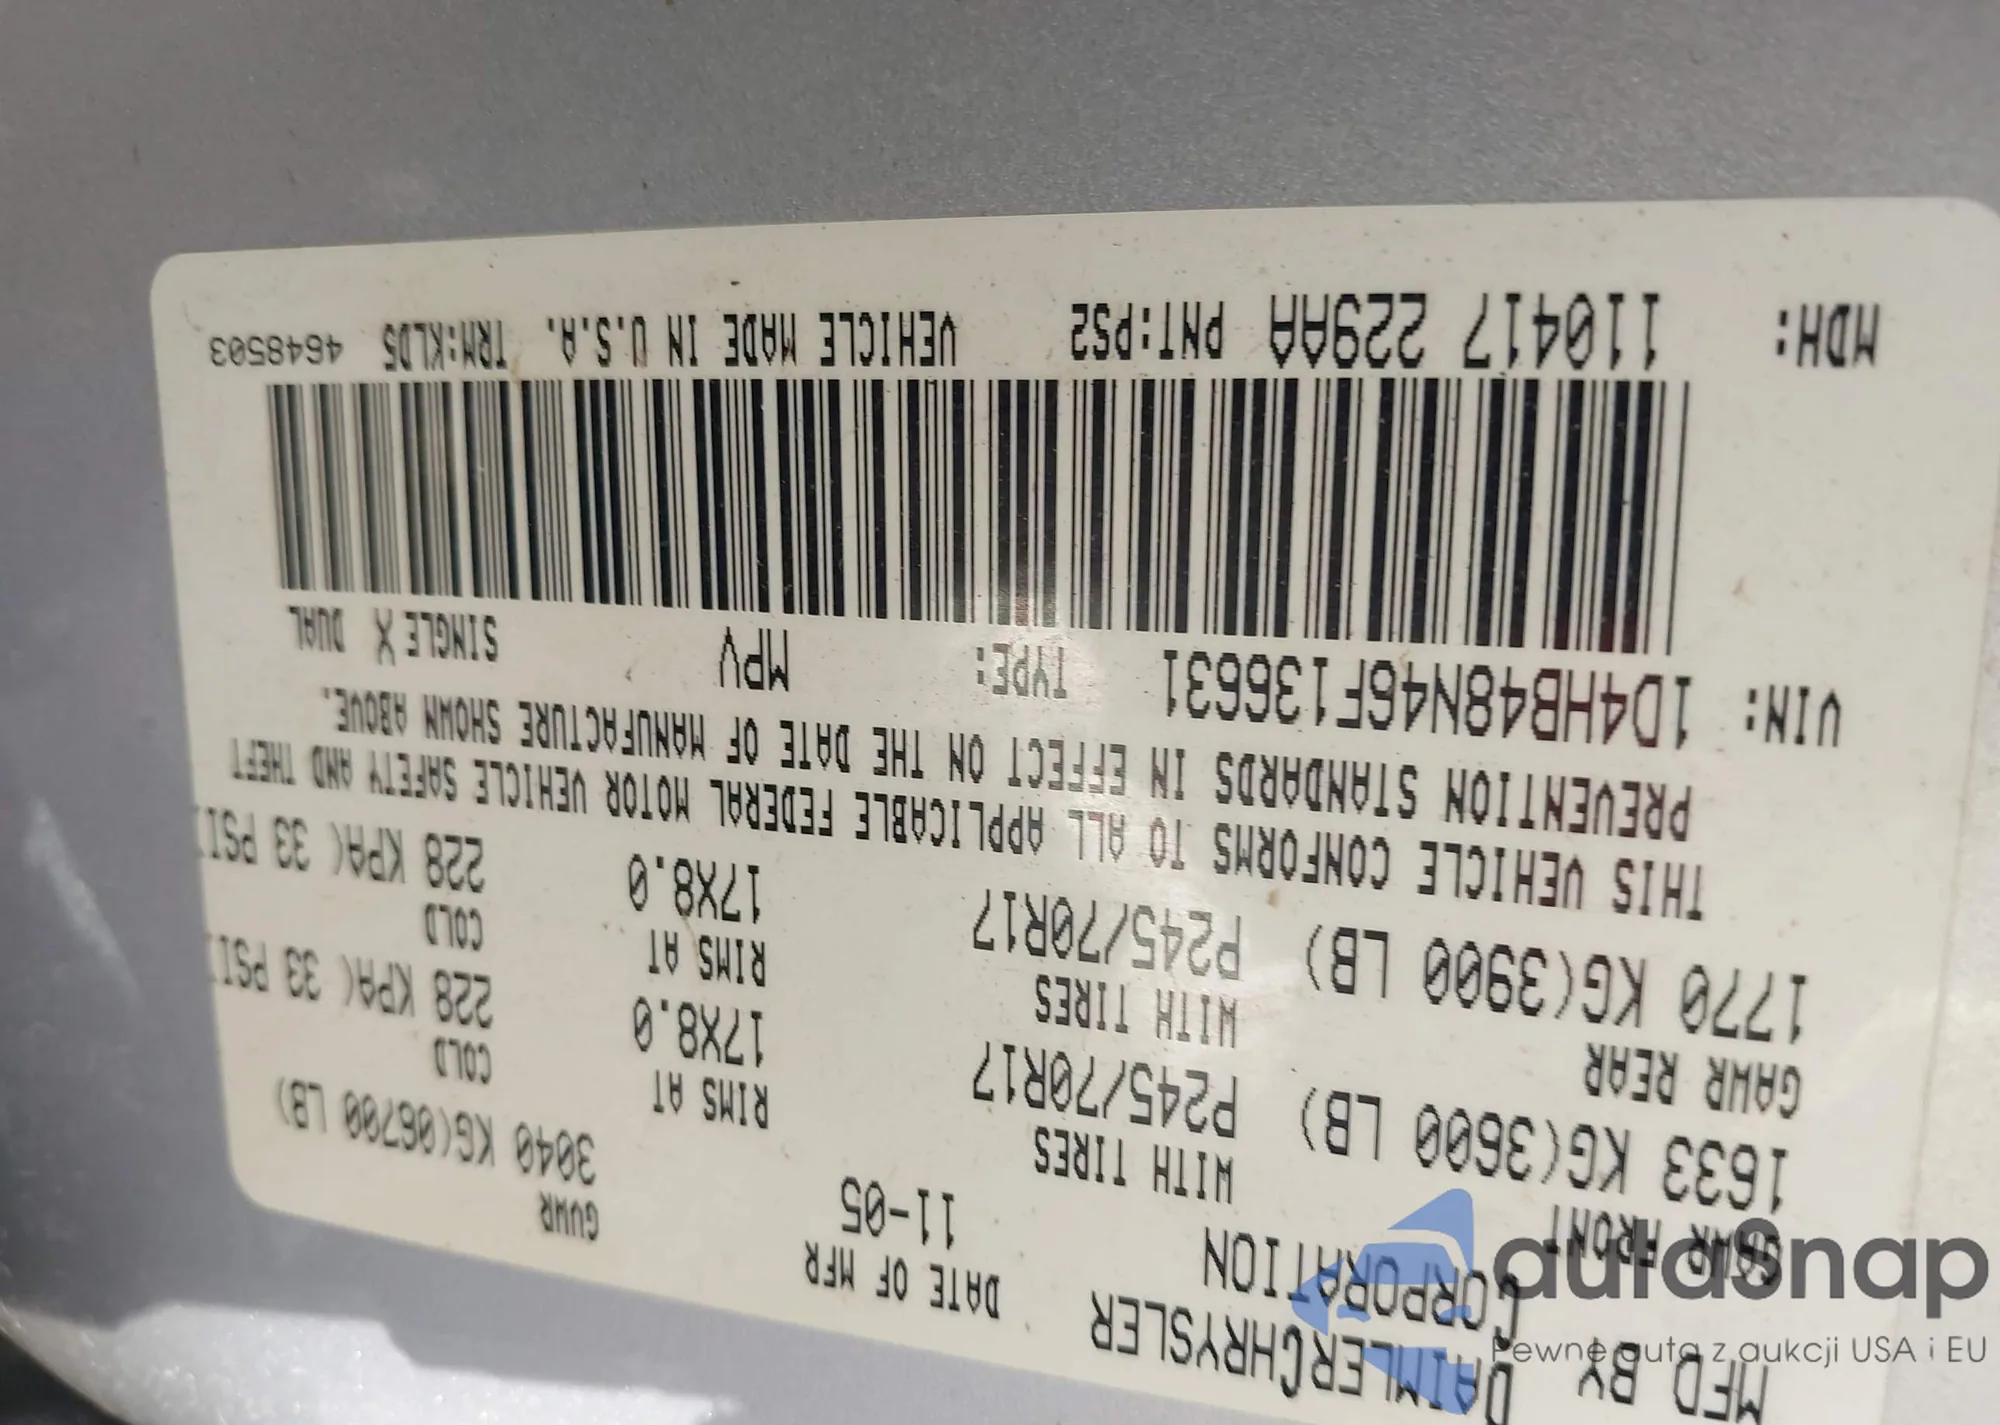 MFD BY DAIMLERCHRYSLER CORPORATION
DATE OF MFR 11-05
GVWR 3040 KG(06700 LB)
GAWR FRONT WITH TIRES RIMS AT COLD
1633 KG(3600 LB) P245/70R17 17X8.0 228 KPA( 33 PSI)
GAWR REAR WITH TIRES RIMS AT COLD
1770 KG(3900 LB) P245/70R17 17X8.0 228 KPA( 33 PSI)
THIS VEHICLE CONFORMS TO ALL APPLICABLE FEDERAL MOTOR VEHICLE SAFETY AND THEFT
PREVENTION STANDARDS IN EFFECT ON THE DATE OF MANUFACTURE SHOWN ABOVE.
VIN: 1D4HB48N46F136631 TYPE: MPV SINGLE X DUAL
MDH: 110417 229AA PNT:PS2 VEHICLE MADE IN U.S.A. TRM:KLD5 4648503
autasnap
Pewne auta z aukcji USA i EU